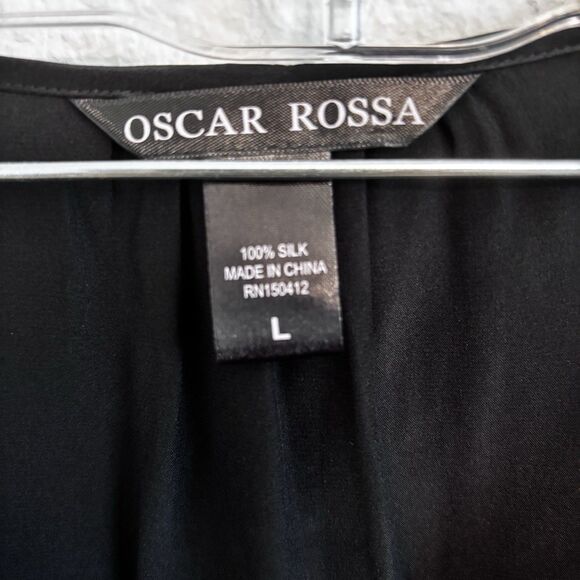 OSCAR ROSSA
100% SILK
MADE IN CHINA
RN150412
L